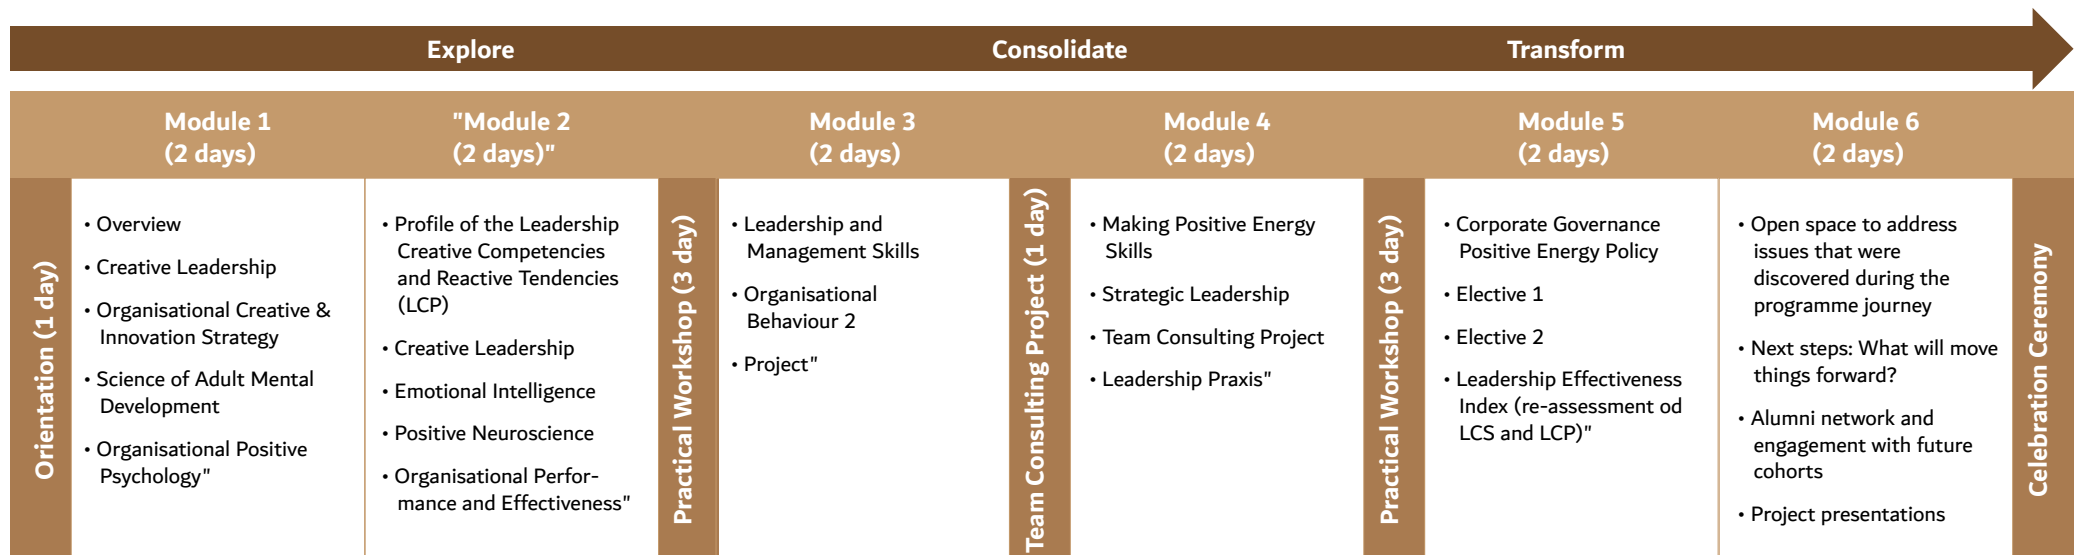 Explore
Consolidate
Transform
Module 1
(2 days)
"Module 2
(2 days)"
Module 3
(2 days)
Module 4
(2 days)
Module 5
(2 days)
Module 6
(2 days)
Orientation (1 day)
• Overview
• Creative Leadership
• Organisational Creative &
Innovation Strategy
• Science of Adult Mental
Development
• Organisational Positive
Psychology"
• Profile of the Leadership
Creative Competencies
and Reactive Tendencies
(LCP)
• Creative Leadership
• Emotional Intelligence
• Positive Neuroscience
• Organisational Perfor-
mance and Effectiveness"
Practical Workshop (3 day)
• Leadership and
Management Skills
• Organisational
Behaviour 2
• Project"
Team Consulting Project (1 day)
• Making Positive Energy
Skills
• Strategic Leadership
• Team Consulting Project
• Leadership Praxis"
Practical Workshop (3 day)
• Corporate Governance
Positive Energy Policy
• Elective 1
• Elective 2
• Leadership Effectiveness
Index (re-assessment od
LCS and LCP)"
• Open space to address
issues that were
discovered during the
programme journey
• Next steps: What will move
things forward?
• Alumni network and
engagement with future
cohorts
• Project presentations
Celebration Ceremony